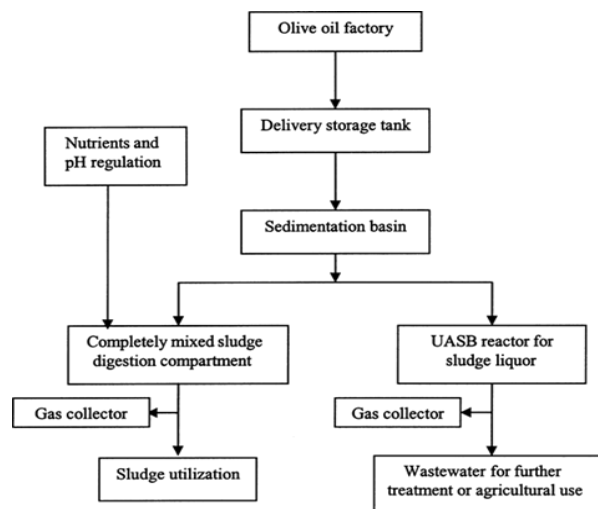 Olive oil factory
Delivery storage tank
Nutrients and
pH regulation
Sedimentation basin
Completely mixed sludge
digestion compartment
UASB reactor for
sludge liquor
Gas collector
Gas collector
Sludge utilization
Wastewater for further
treatment or agricultural use